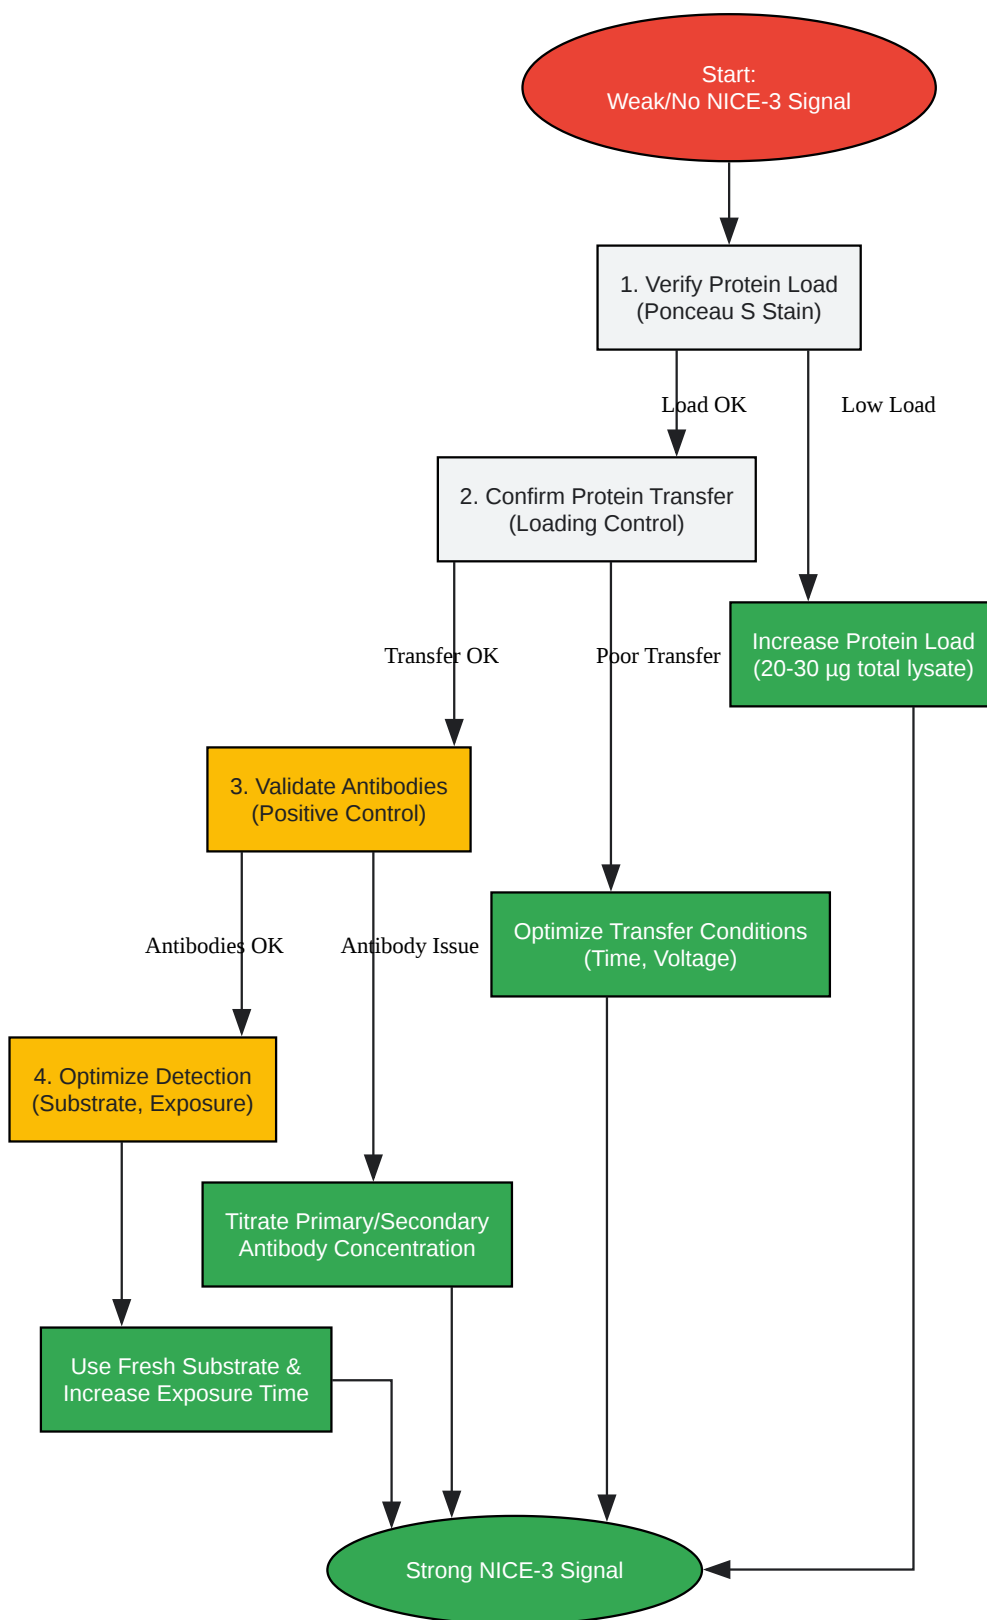 Start:
Weak/No NICE-3 Signal
1. Verify Protein Load
(Ponceau S Stain)
Load OK
Low Load
2. Confirm Protein Transfer
(Loading Control)
Increase Protein Load
(20-30 µg total lysate)
Transfer OK
Poor Transfer
3. Validate Antibodies
(Positive Control)
Optimize Transfer Conditions
(Time, Voltage)
Antibodies OK
Antibody Issue
4. Optimize Detection
(Substrate, Exposure)
Titrate Primary/Secondary
Antibody Concentration
Use Fresh Substrate &
Increase Exposure Time
Strong NICE-3 Signal